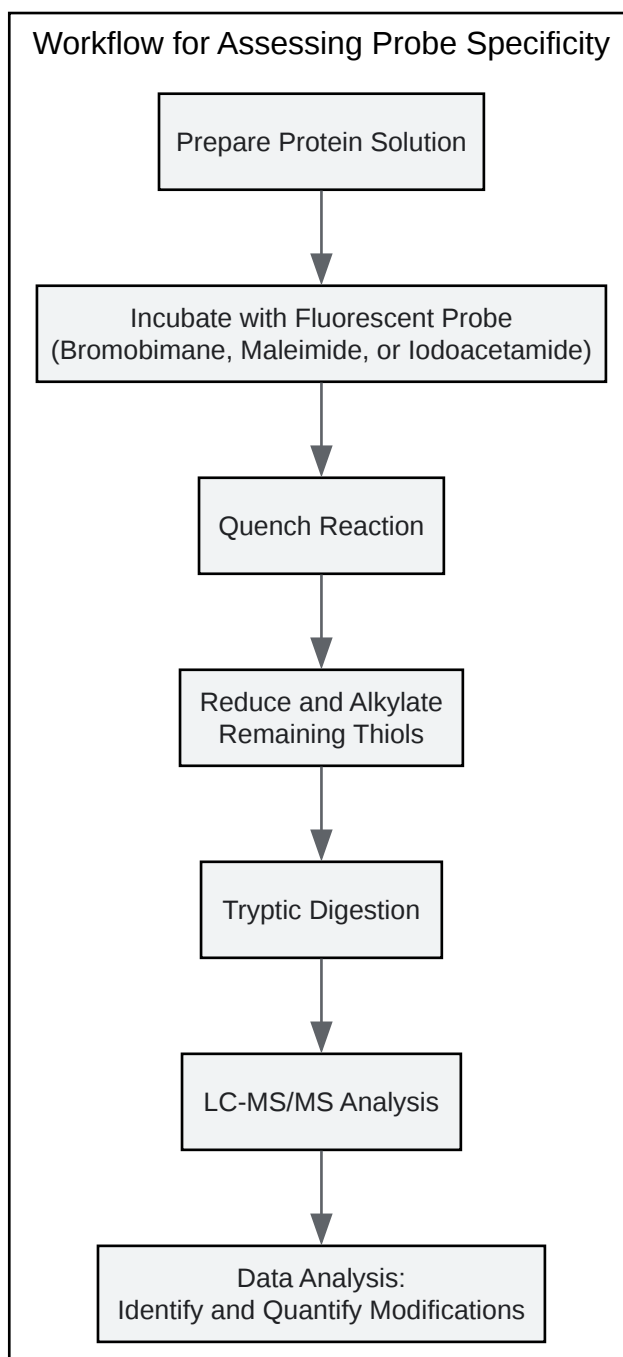 Workflow for Assessing Probe Specificity
Prepare Protein Solution
Incubate with Fluorescent Probe
(Bromobimane, Maleimide, or Iodoacetamide)
Quench Reaction
Reduce and Alkylate
Remaining Thiols
Tryptic Digestion
LC-MS/MS Analysis
Data Analysis:
Identify and Quantify Modifications